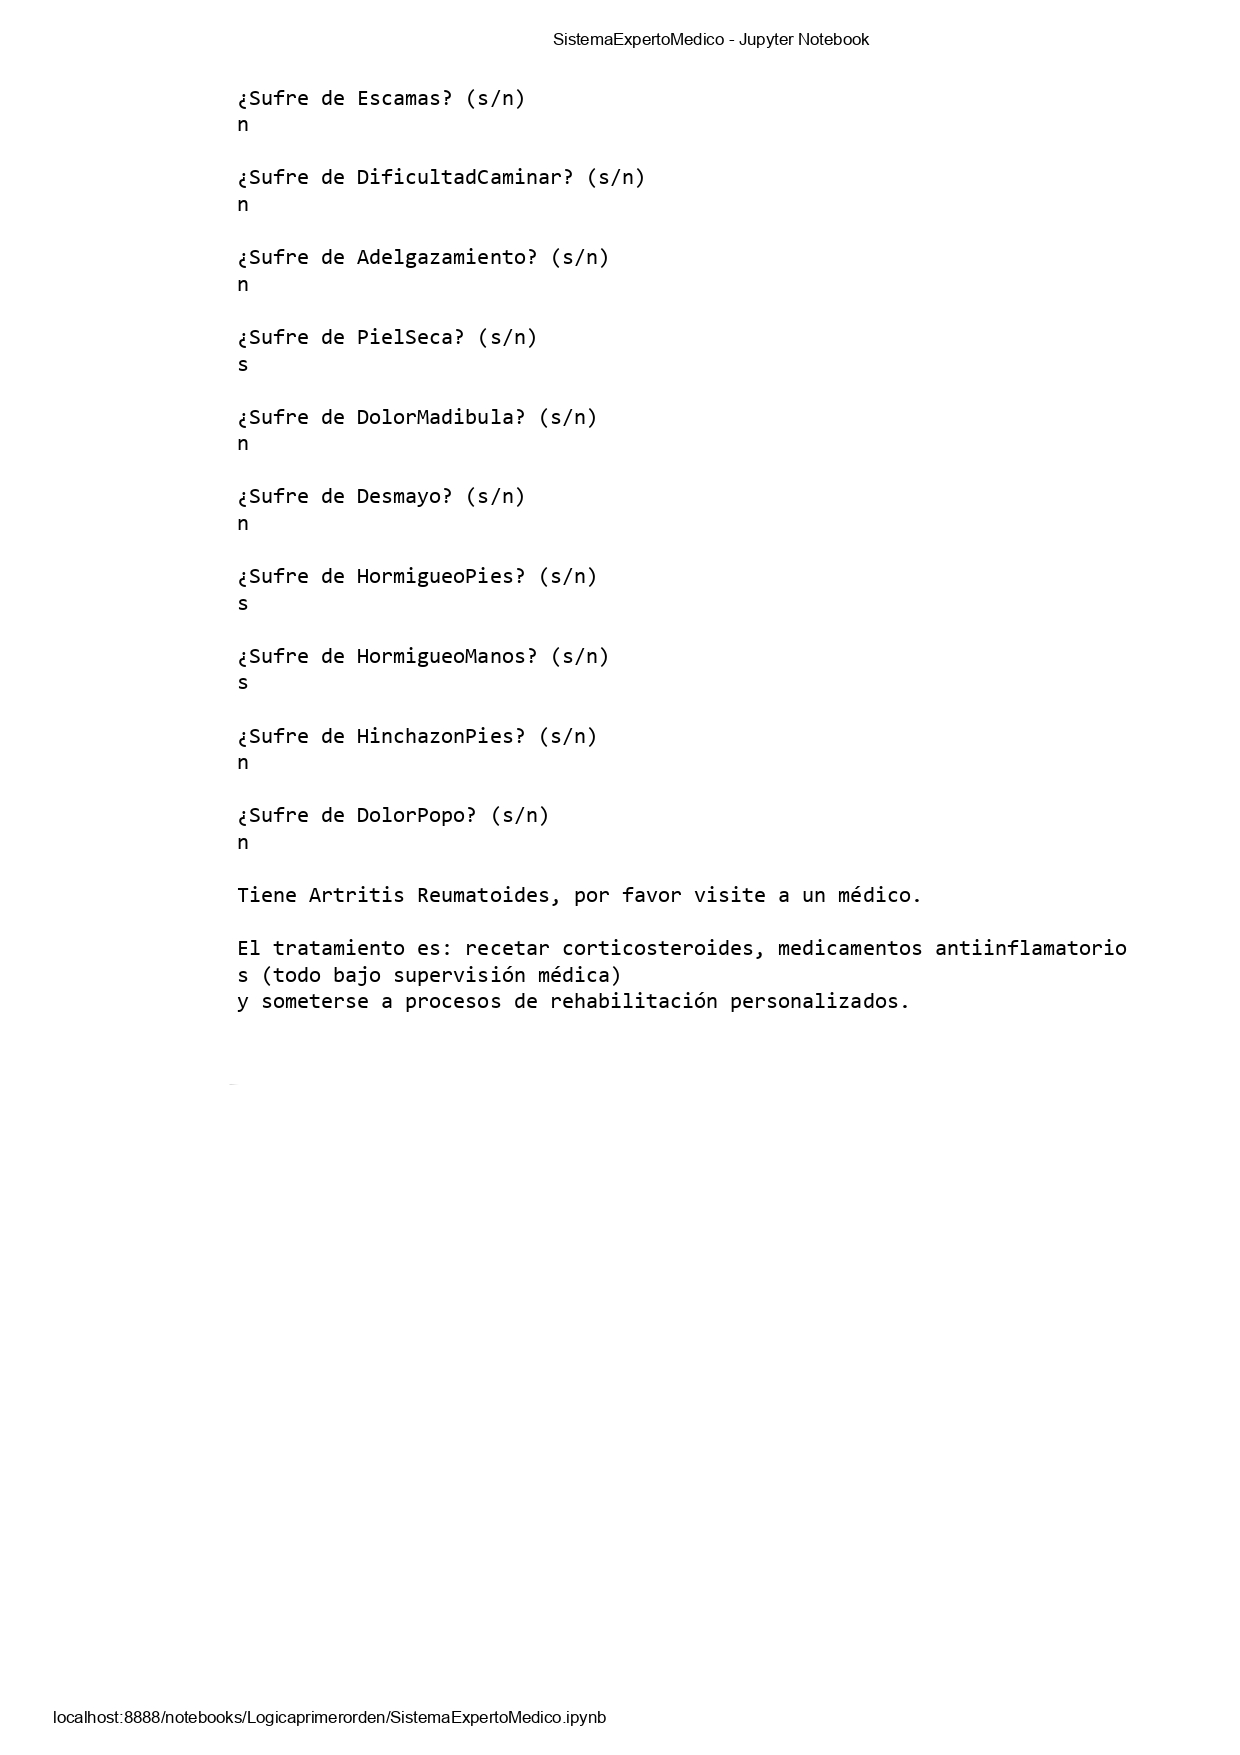 SistemaExpertoMedico - Jupyter Notebook
¿Sufre de Escamas? (s/n)
n
¿Sufre de DificultadCaminar? (s/n)
n
¿Sufre de Adelgazamiento? (s/n)
n
¿Sufre de PielSeca? (s/n)
s
¿Sufre de DolorMadibula? (s/n)
n
¿Sufre de Desmayo? (s/n)
n
¿Sufre de HormigueoPies? (s/n)
s
¿Sufre de HormigueoManos? (s/n)
s
¿Sufre de HinchazonPies? (s/n)
n
¿Sufre de DolorPopo? (s/n)
n
Tiene Artritis Reumatoides, por favor visite a un médico.
El tratamiento es: recetar corticosteroides, medicamentos antiinflamatorio
s (todo bajo supervisión médica)
y someterse a procesos de rehabilitación personalizados.
localhost:8888/notebooks/Logicaprimerorden/SistemaExpertoMedico.ipynb